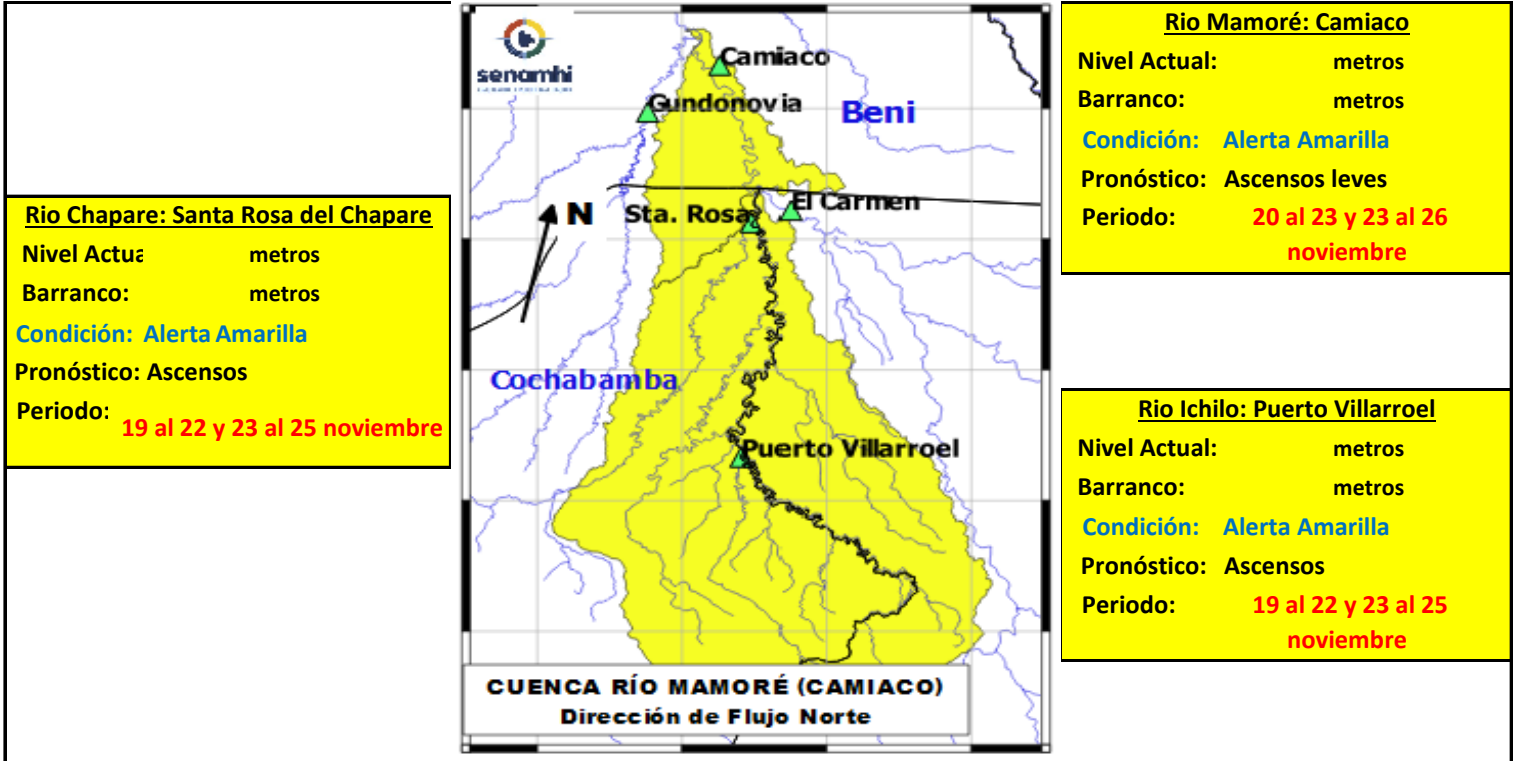 Rio Chapare: Santa Rosa del Chapare
Nivel Actua metros
Barranco: metros
Condición: Alerta Amarilla
Pronóstico: Ascensos
Periodo:
19 al 22 y 23 al 25 noviembre
senamhi
Camiaco
Gundonovia
Beni
El Carmen
Sta. Rosa
N
Cochabamba
Puerto Villarroel
CUENCA RÍO MAMORÉ (CAMIACO)
Dirección de Flujo Norte
Rio Mamoré: Camiaco
Nivel Actual: metros
Barranco: metros
Condición: Alerta Amarilla
Pronóstico: Ascensos leves
Periodo: 20 al 23 y 23 al 26
noviembre
Rio Ichilo: Puerto Villarroel
Nivel Actual: metros
Barranco: metros
Condición: Alerta Amarilla
Pronóstico: Ascensos
Periodo: 19 al 22 y 23 al 25
noviembre